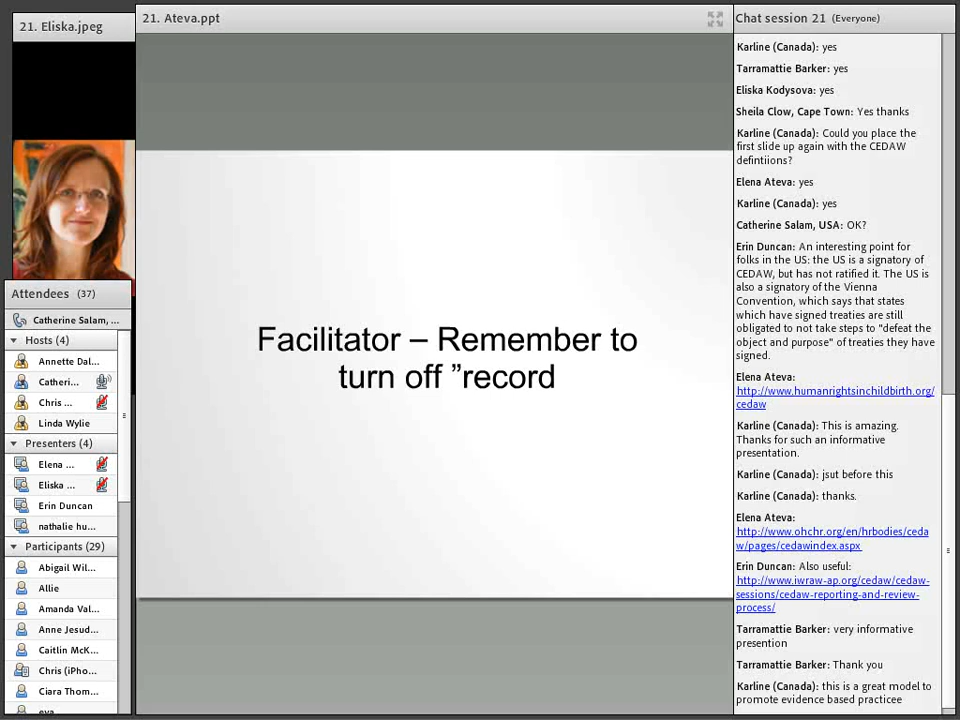 21. Eliska.jpeg
Attendees (37)
Catherine Salam, ...
Hosts (4)
Annette Dal...
Catheri...
Chris ...
Linda Wylie
Presenters (4)
Elena ...
Eliska ...
Erin Duncan
nathalie hu...
Participants (29)
Abigail Wil...
Allie
Amanda Val...
Anne Jesud...
Caitlin McK...
Chris (iPho...
Ciara Thom...
eva
21. Ateva.ppt
Facilitator – Remember to
turn off ”record
Chat session 21 (Everyone)
Karline (Canada): yes
Tarramattie Barker: yes
Eliska Kodysova: yes
Sheila Clow, Cape Town: Yes thanks
Karline (Canada): Could you place the
first slide up again with the CEDAW
defintiions?
Elena Ateva: yes
Karline (Canada): yes
Catherine Salam, USA: OK?
Erin Duncan: An interesting point for
folks in the US: the US is a signatory of
CEDAW, but has not ratified it. The US is
also a signatory of the Vienna
Convention, which says that states
which have signed treaties are still
obligated to not take steps to "defeat the
object and purpose" of treaties they have
signed.
Elena Ateva:
http://www.humanrightsinchildbirth.org/
cedaw
Karline (Canada): This is amazing.
Thanks for such an informative
presentation.
Karline (Canada): jsut before this
Karline (Canada): thanks.
Elena Ateva:
http://www.ohchr.org/en/hrbodies/ceda
w/pages/cedawindex.aspx
Erin Duncan: Also useful:
http://www.iwraw-ap.org/cedaw/cedaw-
sessions/cedaw-reporting-and-review-
process/
Tarramattie Barker: very informative
presention
Tarramattie Barker: Thank you
Karline (Canada): this is a great model to
promote evidence based practicee